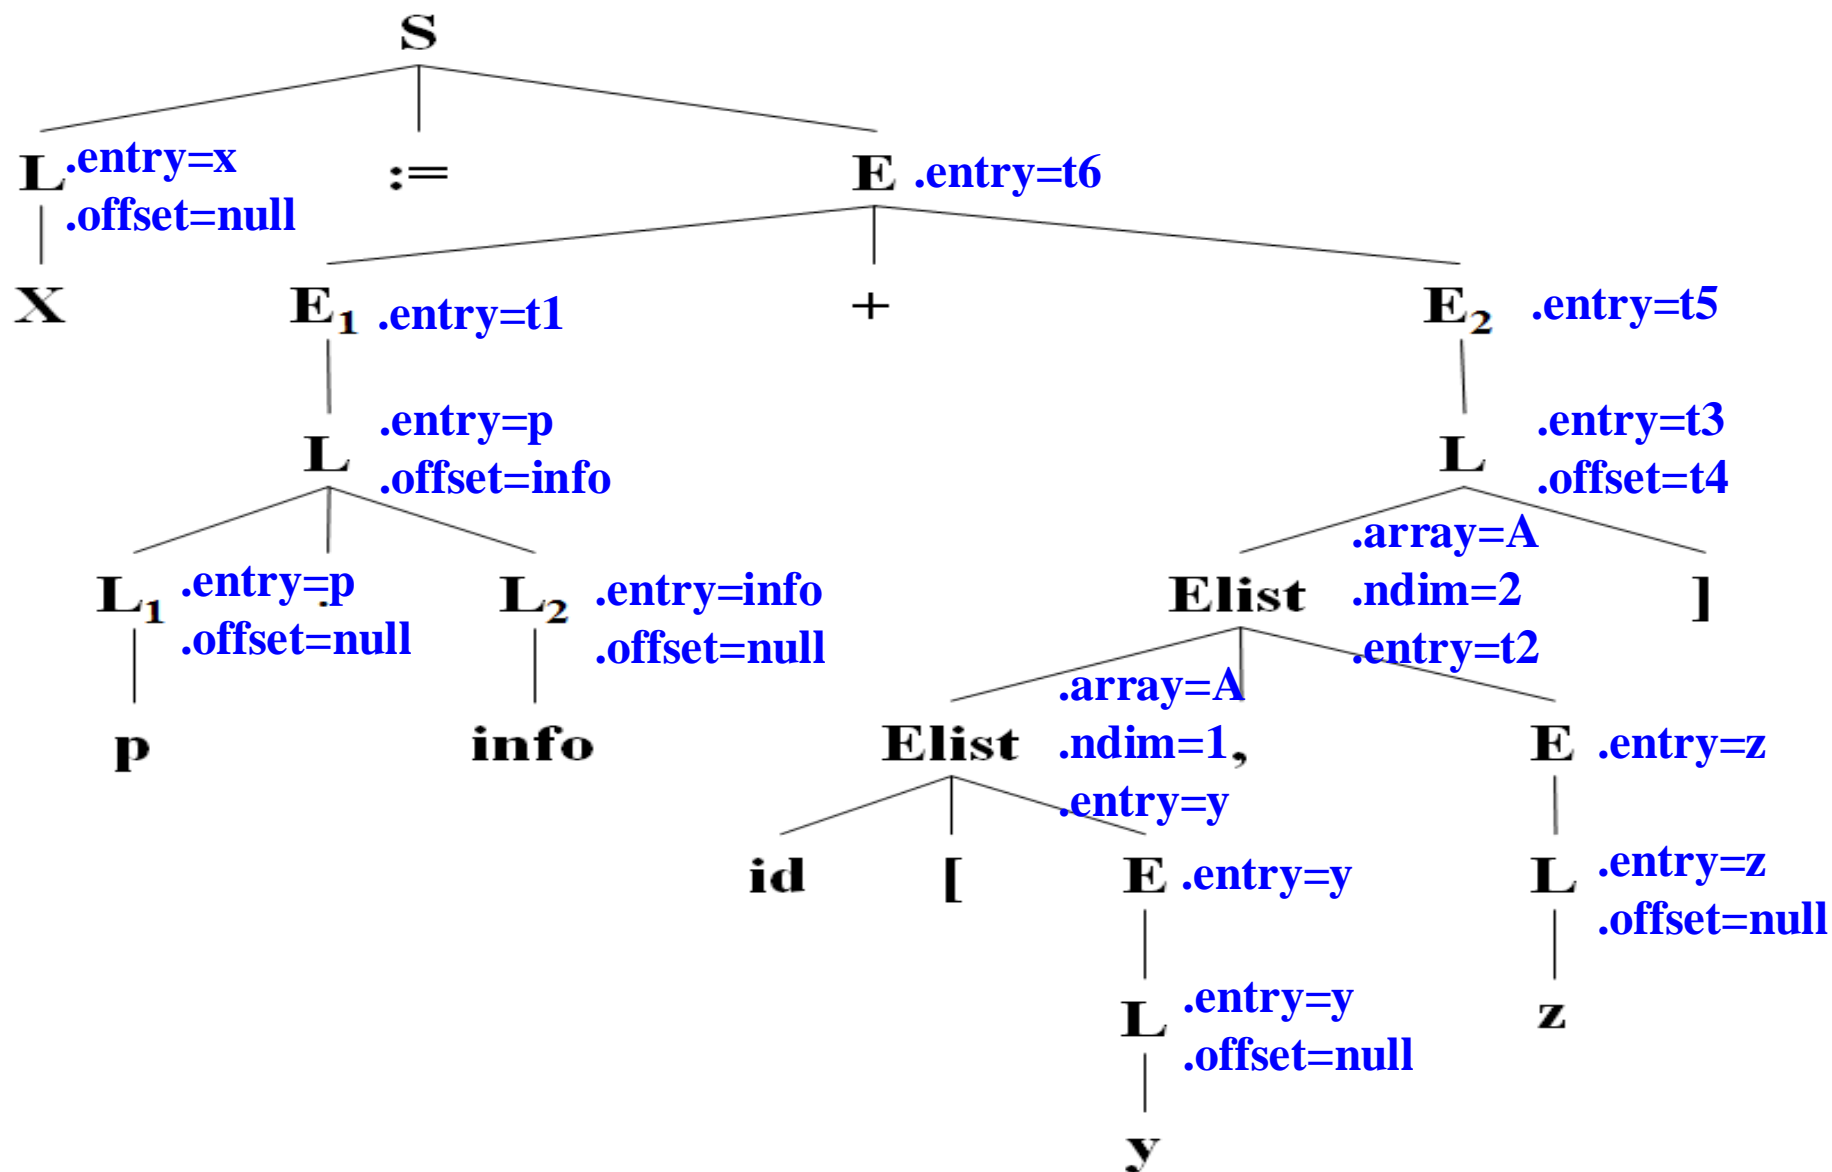 S
L .entry=x := E .entry=t6
.offset=null
X E₁ .entry=t1 + E₂ .entry=t5
.entry=p .entry=t3
L L
.offset=info .offset=t4
.array=A
L₁ .entry=p . L₂ .entry=info Elist .ndim=2 ]
.offset=null .offset=null .entry=t2
.array=A
p info Elist .ndim=1 , E .entry=z
.entry=y
id [ E .entry=y L .entry=z
.offset=null
L .entry=y z
.offset=null
y